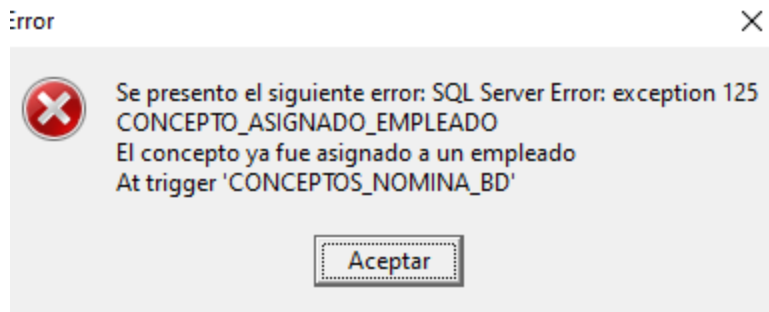 Error
Se presento el siguiente error: SQL Server Error: exception 125
CONCEPTO_ASIGNADO_EMPLEADO
El concepto ya fue asignado a un empleado
At trigger 'CONCEPTOS_NOMINA_BD'
Aceptar